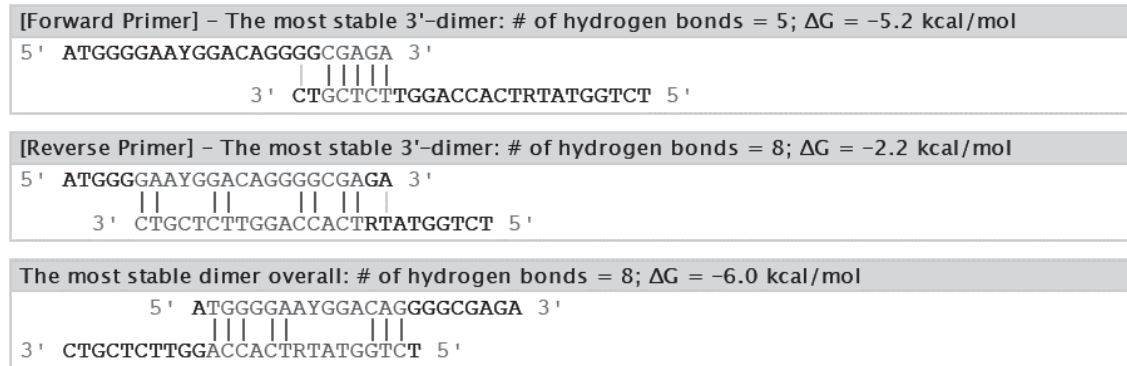 [Forward Primer] – The most stable 3'-dimer: # of hydrogen bonds = 5; ΔG = –5.2 kcal/mol
5' ATGGGGAAYGGACAGGGGCGAGA 3'
3' CTGCTCTTGGACCACTRTATGGTCT 5'
[Reverse Primer] – The most stable 3'-dimer: # of hydrogen bonds = 8; ΔG = –2.2 kcal/mol
5' ATGGGGAAYGGACAGGGGCGAGA 3'
3' CTGCTCTTGGACCACTRTATGGTCT 5'
The most stable dimer overall: # of hydrogen bonds = 8; ΔG = –6.0 kcal/mol
5' ATGGGGAAYGGACAGGGGCGAGA 3'
3' CTGCTCTTGGACCACTRTATGGTCT 5'